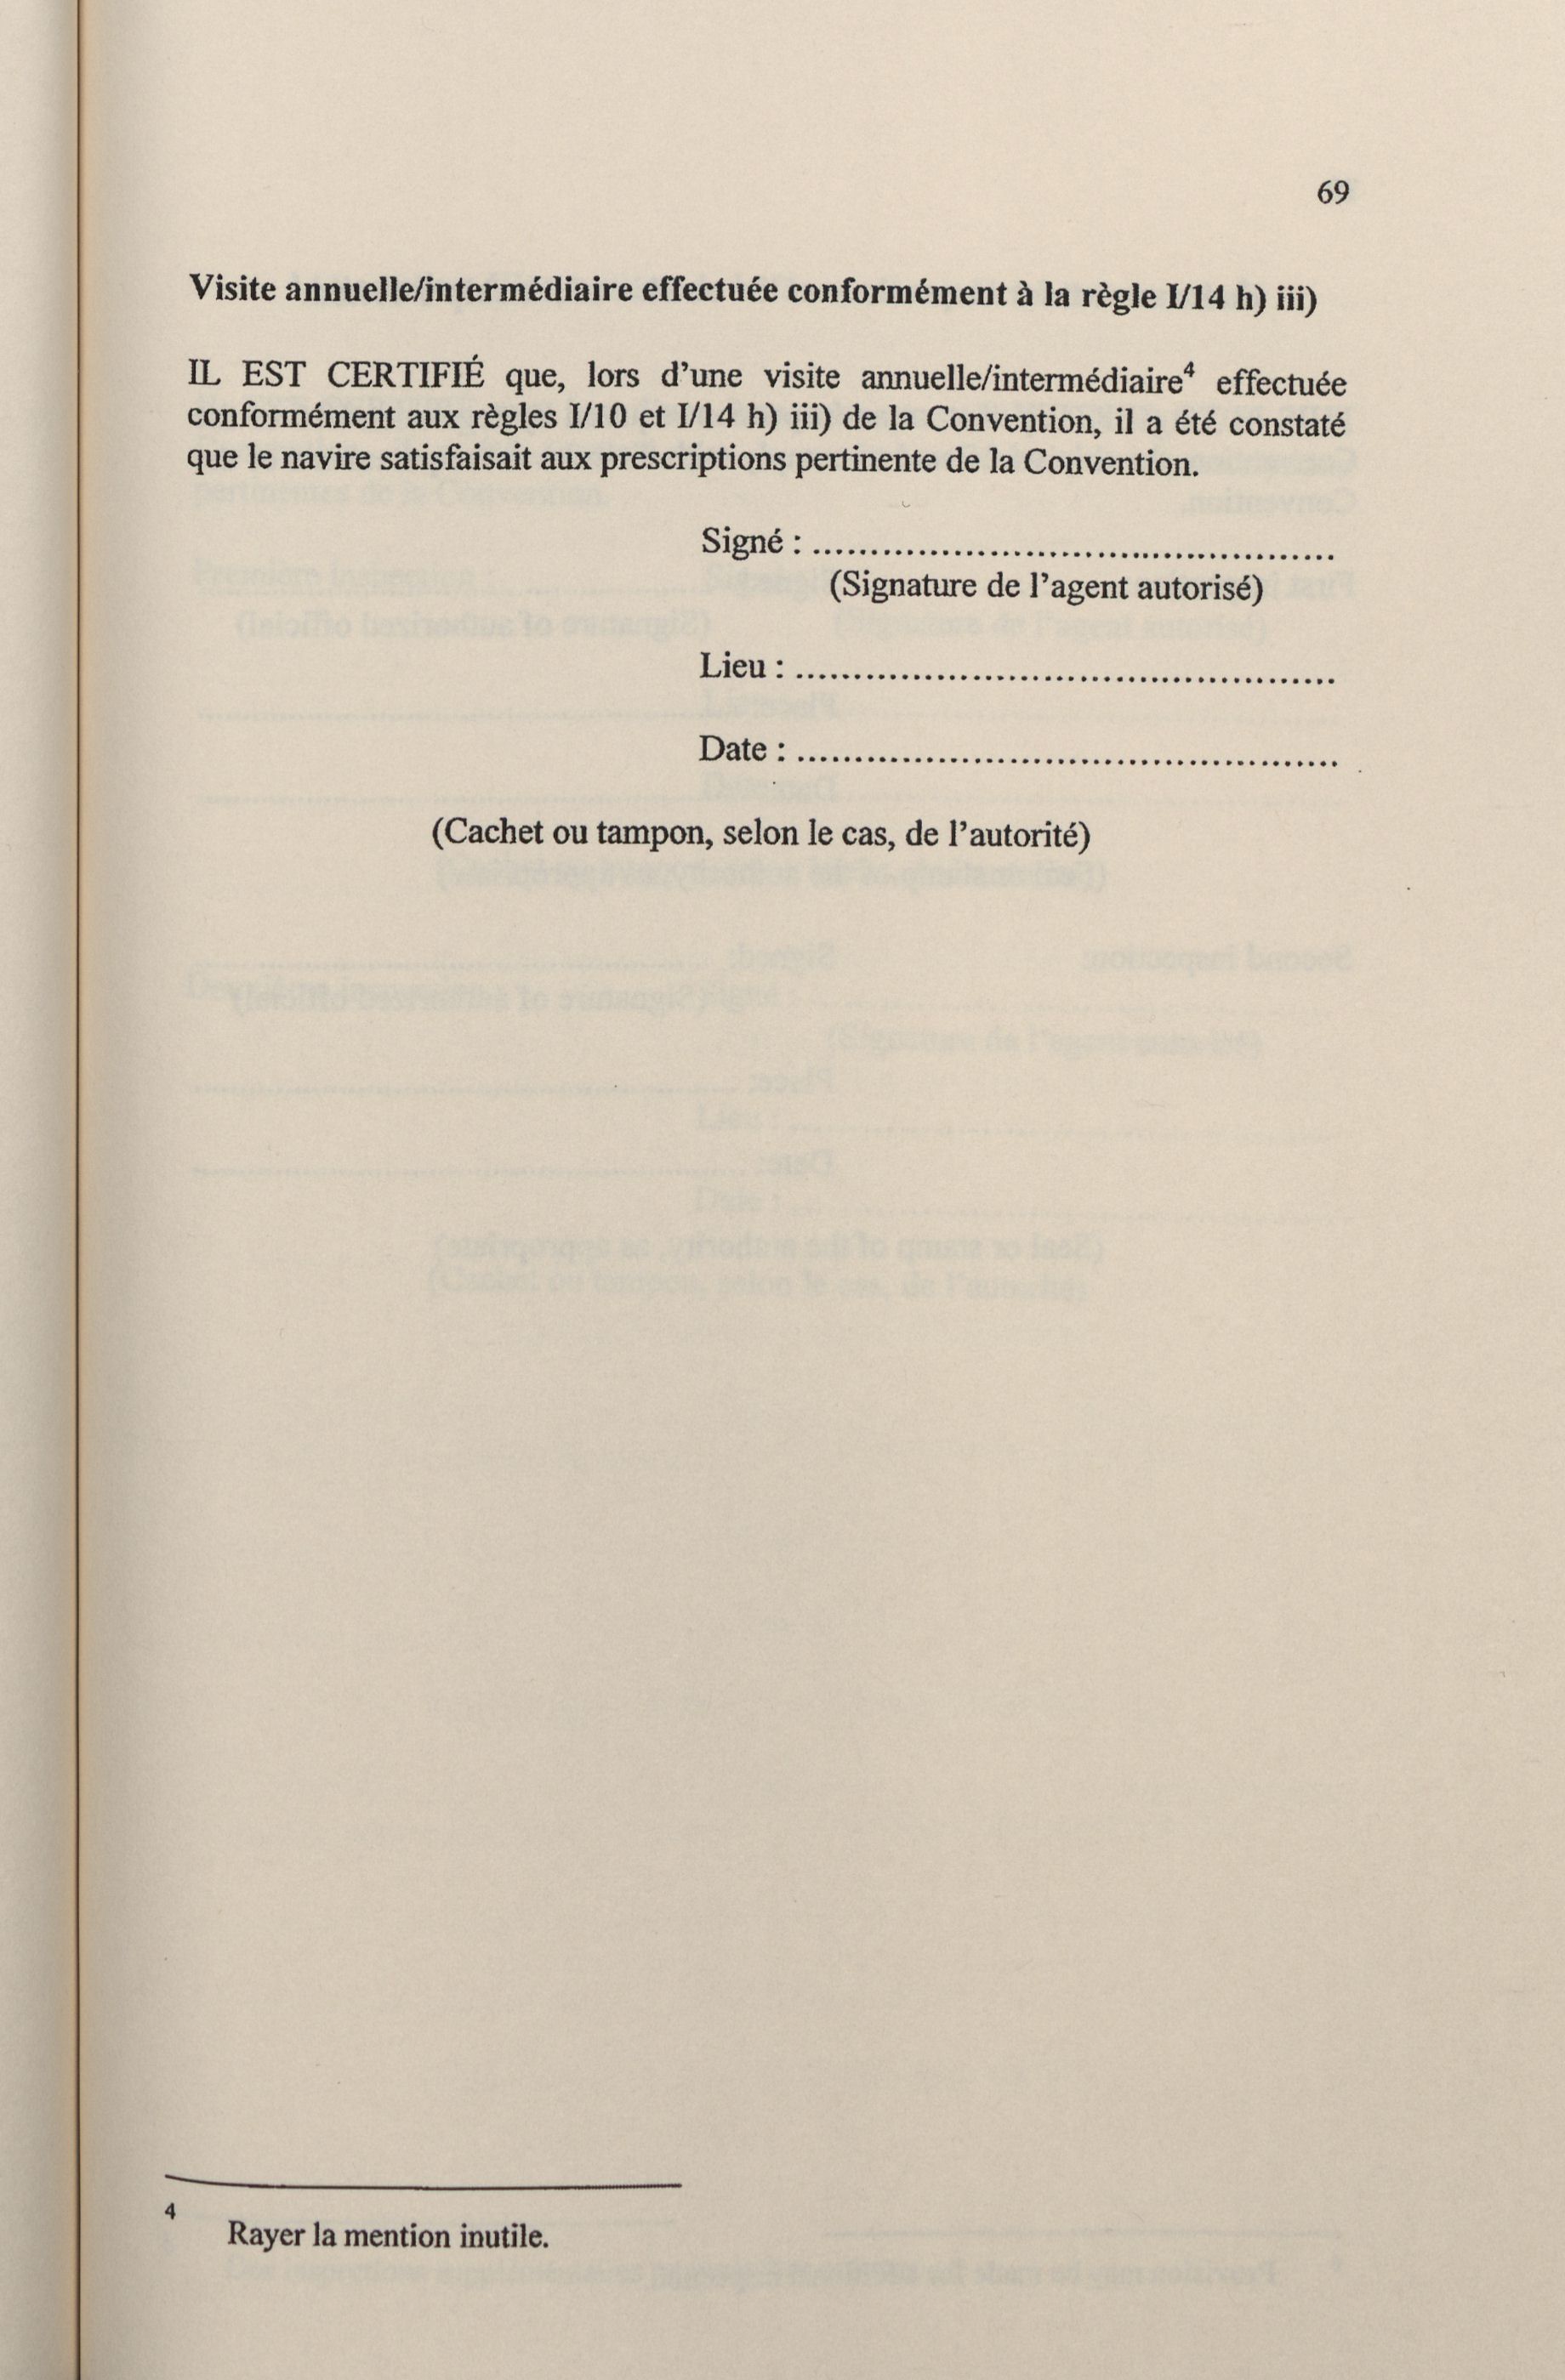 69
Visite annuelle/intermédiaire effectuée conformément à la règle I/14 h) iii)
IL EST CERTIFIÉ que, lors d'une visite annuelle/intermédiaire⁴ effectuée
conformément aux règles I/10 et I/14 h) iii) de la Convention, il a été constaté
que le navire satisfaisait aux prescriptions pertinente de la Convention.
Signé : ......................................................
(Signature de l'agent autorisé)
Lieu : ........................................................
Date : ........................................................
(Cachet ou tampon, selon le cas, de l'autorité)
4
Rayer la mention inutile.